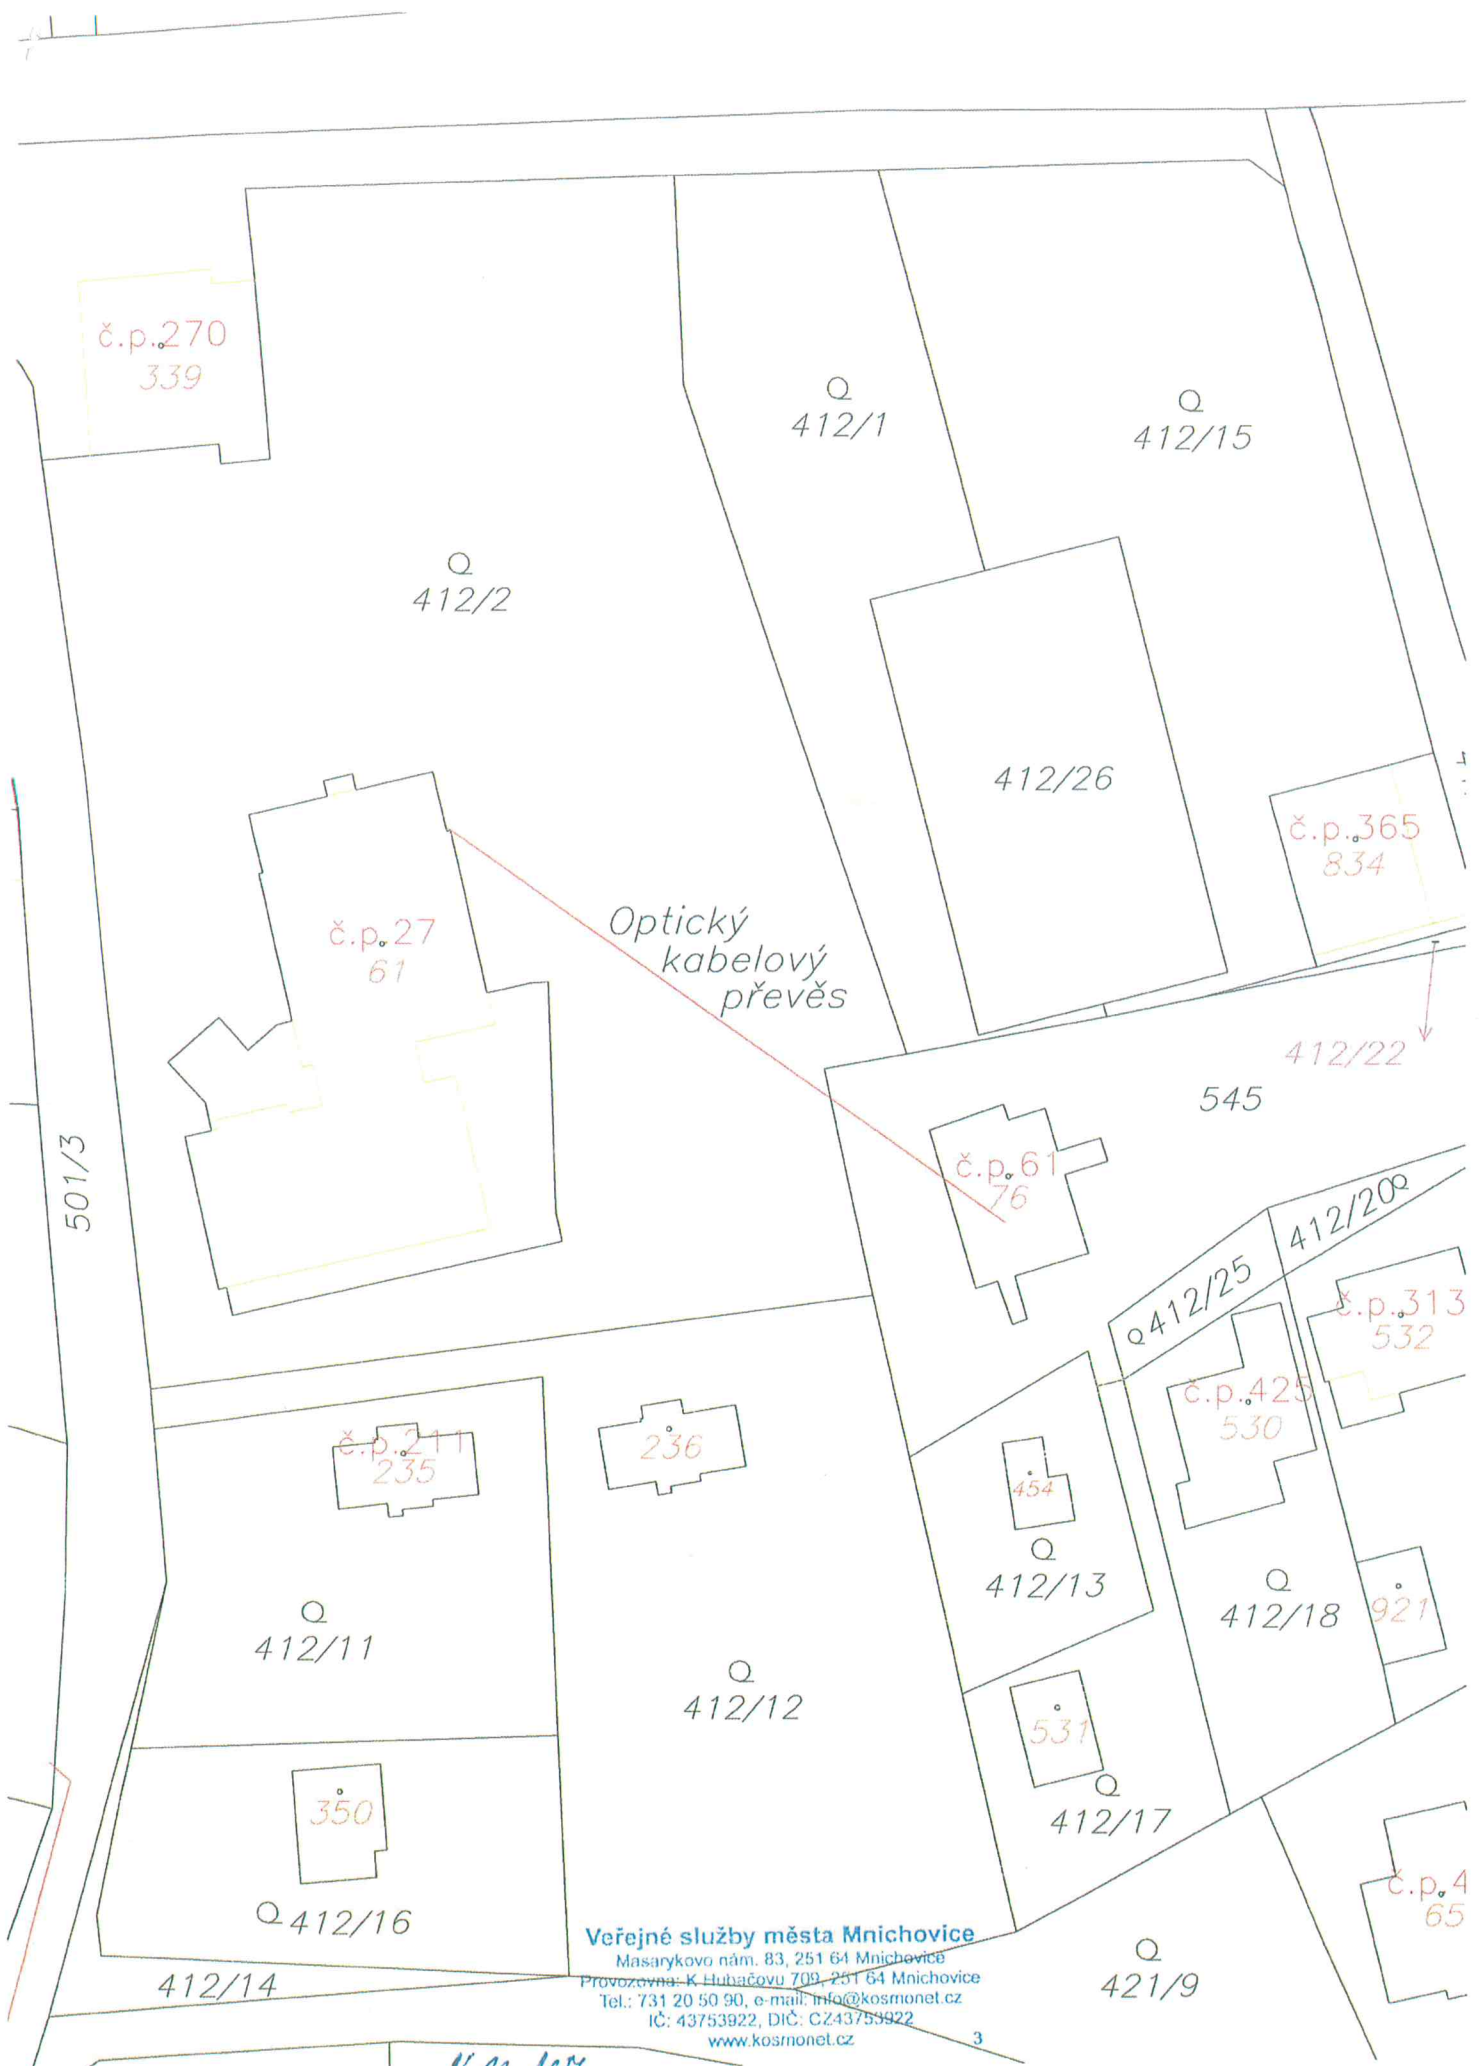 č.p.270
339
412/1
412/15
412/2
412/26
č.p.365
834
č.p.27
61
Optický
kabelový
převěs
412/22
545
501/3
č.p.61
76
412/20
412/25
č.p.313
532
č.p.425
530
č.p.211
235
236
454
412/13
412/18
921
412/11
412/12
531
412/17
350
412/16
č.p.4
65
412/14
421/9
Veřejné služby města Mnichovice
Masarykovo nám. 83, 251 64 Mnichovice
Provozovna: K Hubačovu 709, 251 64 Mnichovice
Tel.: 731 20 50 90, e-mail: info@kosmonet.cz
IČ: 43753922, DIČ: CZ43753922
www.kosmonet.cz
3